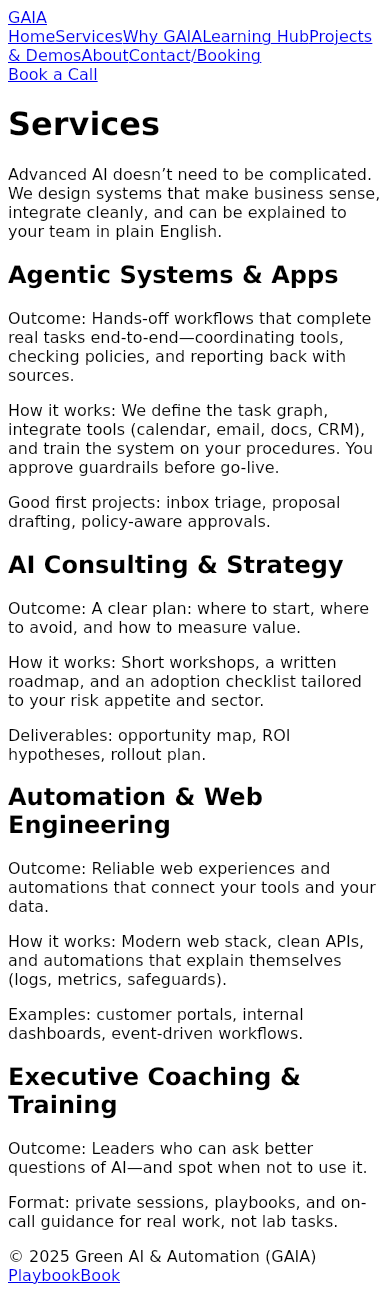 GAIA
HomeServicesWhy GAIALearning HubProjects
& DemosAboutContact/Booking
Book a Call
Services
Advanced AI doesn’t need to be complicated.
We design systems that make business sense,
integrate cleanly, and can be explained to
your team in plain English.
Agentic Systems & Apps
Outcome: Hands-off workflows that complete
real tasks end-to-end—coordinating tools,
checking policies, and reporting back with
sources.
How it works: We define the task graph,
integrate tools (calendar, email, docs, CRM),
and train the system on your procedures. You
approve guardrails before go-live.
Good first projects: inbox triage, proposal
drafting, policy-aware approvals.
AI Consulting & Strategy
Outcome: A clear plan: where to start, where
to avoid, and how to measure value.
How it works: Short workshops, a written
roadmap, and an adoption checklist tailored
to your risk appetite and sector.
Deliverables: opportunity map, ROI
hypotheses, rollout plan.
Automation & Web
Engineering
Outcome: Reliable web experiences and
automations that connect your tools and your
data.
How it works: Modern web stack, clean APIs,
and automations that explain themselves
(logs, metrics, safeguards).
Examples: customer portals, internal
dashboards, event-driven workflows.
Executive Coaching &
Training
Outcome: Leaders who can ask better
questions of AI—and spot when not to use it.
Format: private sessions, playbooks, and on-
call guidance for real work, not lab tasks.
© 2025 Green AI & Automation (GAIA)
PlaybookBook